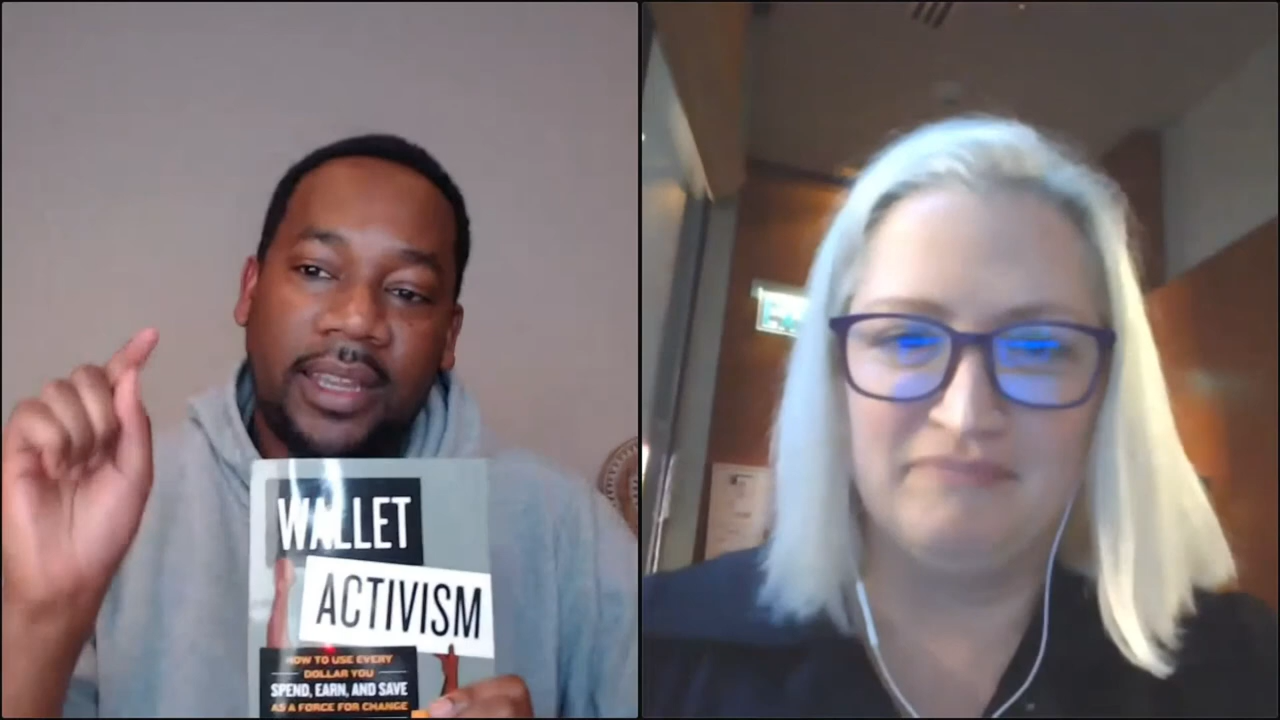 WALLET
ACTIVISM
HOW TO USE EVERY
DOLLAR YOU
SPEND, EARN, AND SAVE
AS A FORCE FOR CHANGE